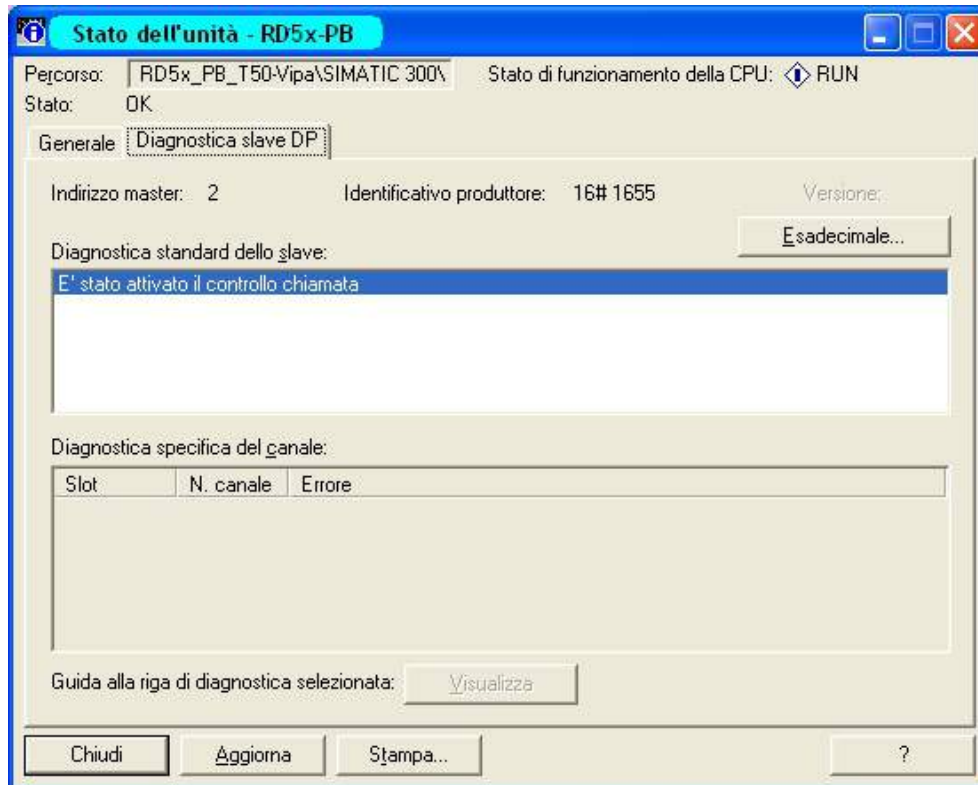 Stato dell'unità - RD5x-PB
Percorso: RD5x_PB_T50-Vipa\SIMATIC 300\ Stato di funzionamento della CPU: RUN
Stato: OK
Generale Diagnostica slave DP
Indirizzo master: 2 Identificativo produttore: 16# 1655 Versione:
Esadecimale...
Diagnostica standard dello slave:
E' stato attivato il controllo chiamata
Diagnostica specifica del canale:
Slot N. canale Errore
Guida alla riga di diagnostica selezionata: Visualizza
Chiudi Aggiorna Stampa... ?